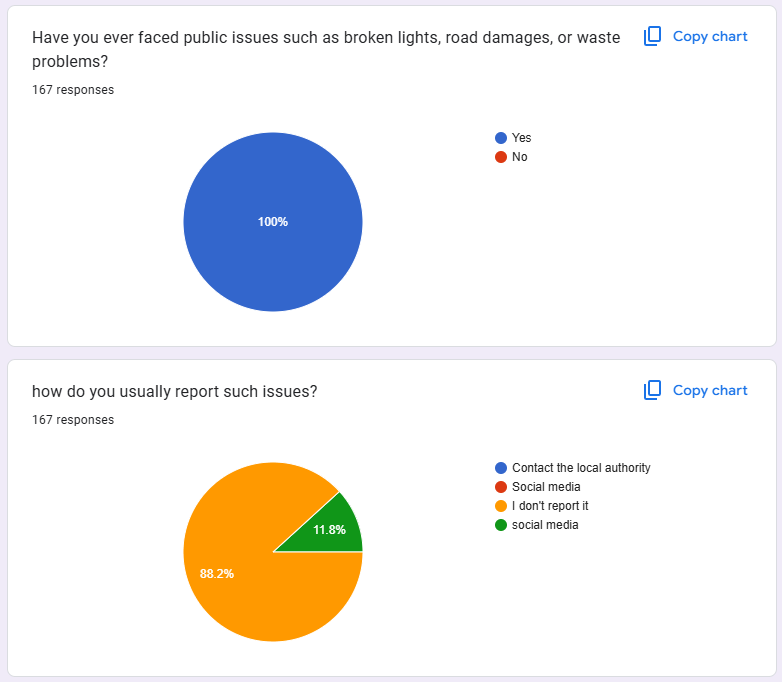 Have you ever faced public issues such as broken lights, road damages, or waste
problems?
Copy chart
167 responses
Yes
No
100%
how do you usually report such issues?
Copy chart
167 responses
Contact the local authority
Social media
I don't report it
social media
11.8%
88.2%